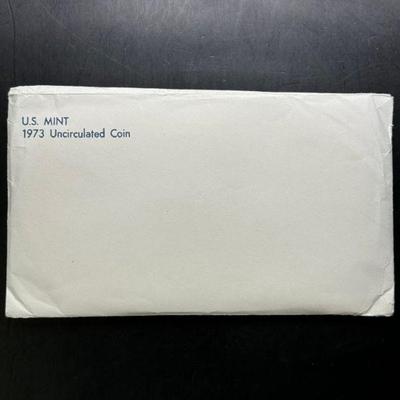 U.S. MINT
1973 Uncirculated Coin